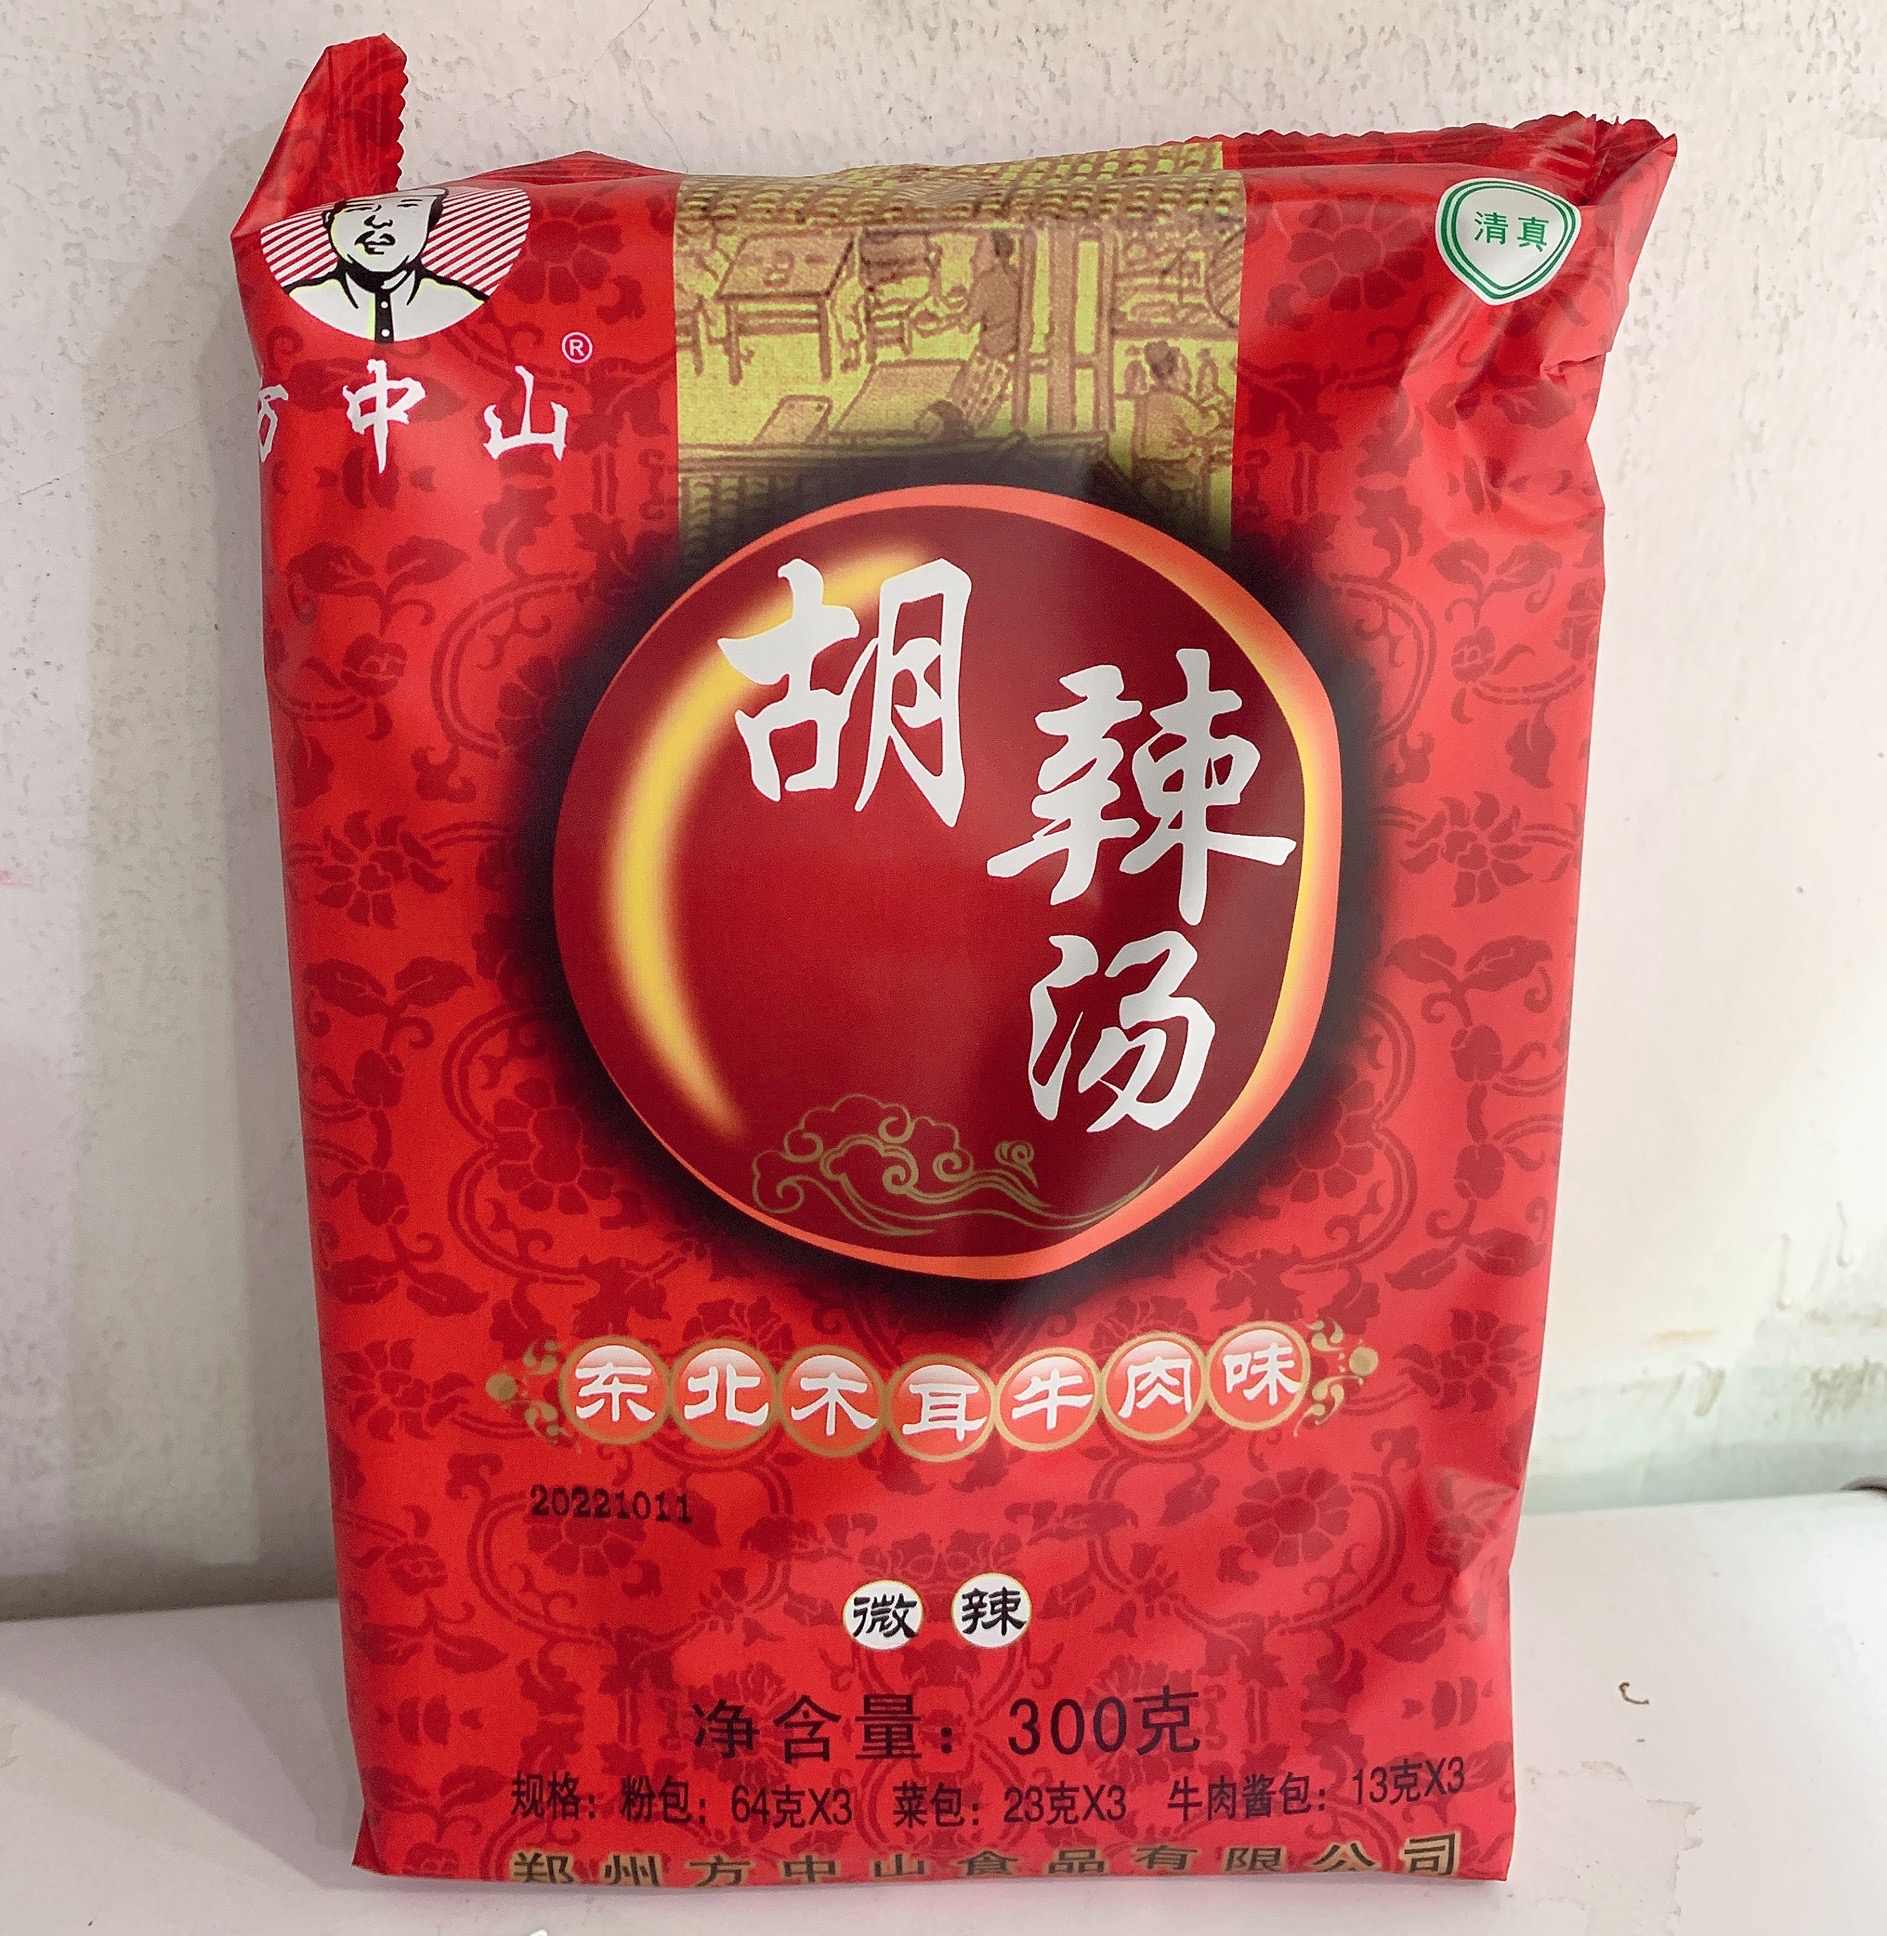 清真
方中山®
胡辣汤
东北木耳牛肉味
20221011
微辣
净含量：300克
规格：粉包：64克X3 菜包：23克X3 牛肉酱包：13克X3
郑州方中山食品有限公司